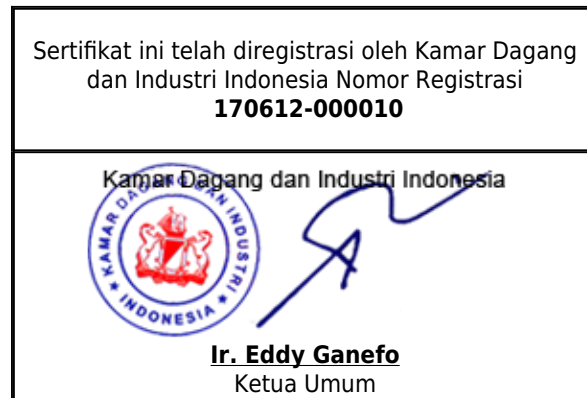 Sertifikat ini telah diregistrasi oleh Kamar Dagang
dan Industri Indonesia Nomor Registrasi
170612-000010
Kamar Dagang dan Industri Indonesia
KAMAR DAGANG DAN INDUSTRI
INDONESIA
Ir. Eddy Ganefo
Ketua Umum